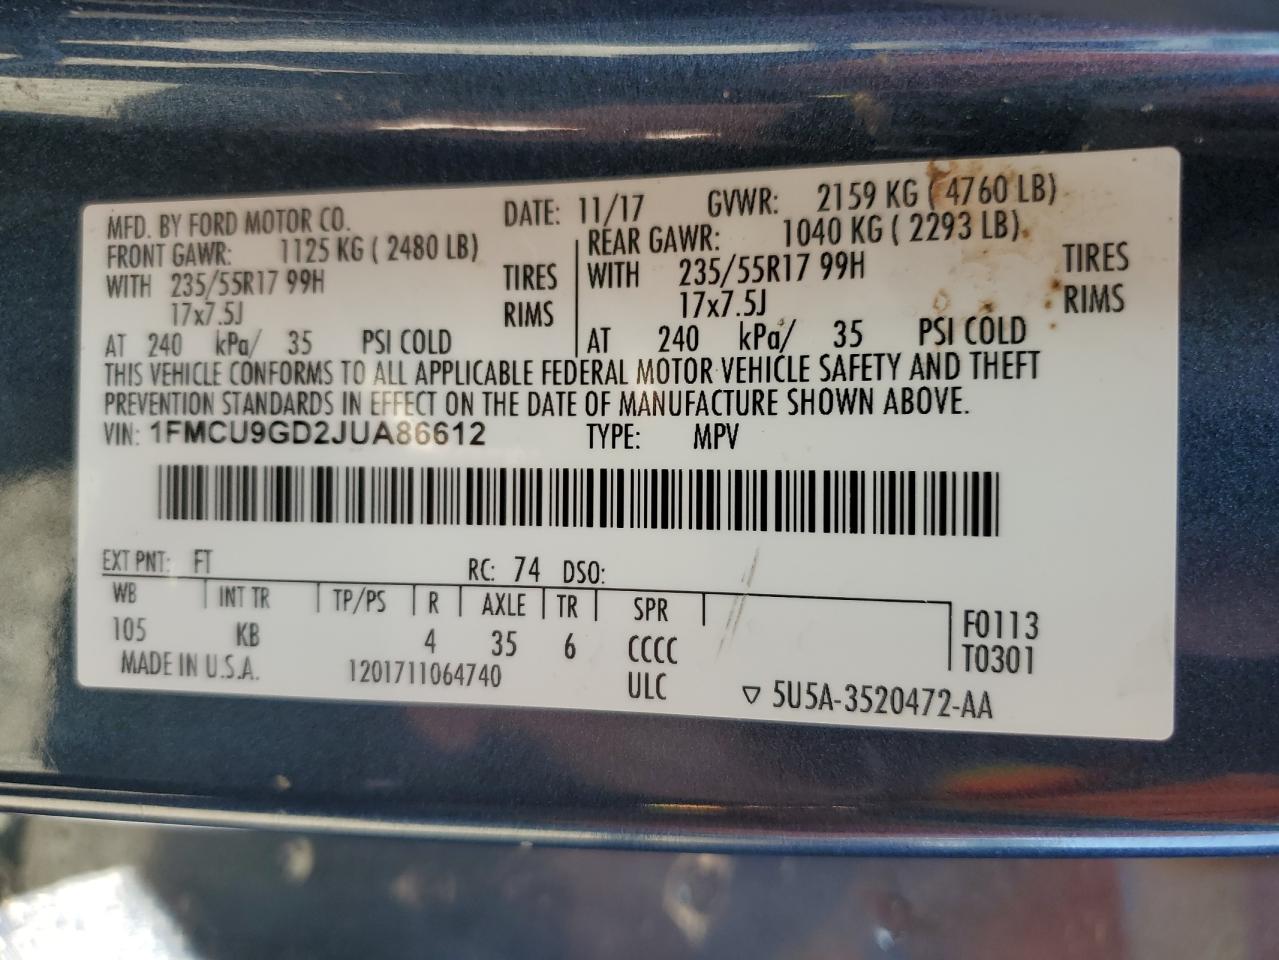 MFD. BY FORD MOTOR CO. DATE: 11/17 GVWR: 2159 KG ( 4760 LB)
FRONT GAWR: 1125 KG ( 2480 LB) REAR GAWR: 1040 KG ( 2293 LB)
WITH 235/55R17 99H TIRES WITH 235/55R17 99H TIRES
17x7.5J RIMS 17x7.5J RIMS
AT 240 kPa/ 35 PSI COLD AT 240 kPa/ 35 PSI COLD
THIS VEHICLE CONFORMS TO ALL APPLICABLE FEDERAL MOTOR VEHICLE SAFETY AND THEFT
PREVENTION STANDARDS IN EFFECT ON THE DATE OF MANUFACTURE SHOWN ABOVE.
VIN: 1FMCU9GD2JUA86612 TYPE: MPV
EXT PNT: FT RC: 74 DSO:
WB INT TR TP/PS R AXLE TR SPR F0113
105 KB 4 35 6 CCCC T0301
MADE IN U.S.A. 1201711064740 ULC ▽ 5U5A-3520472-AA